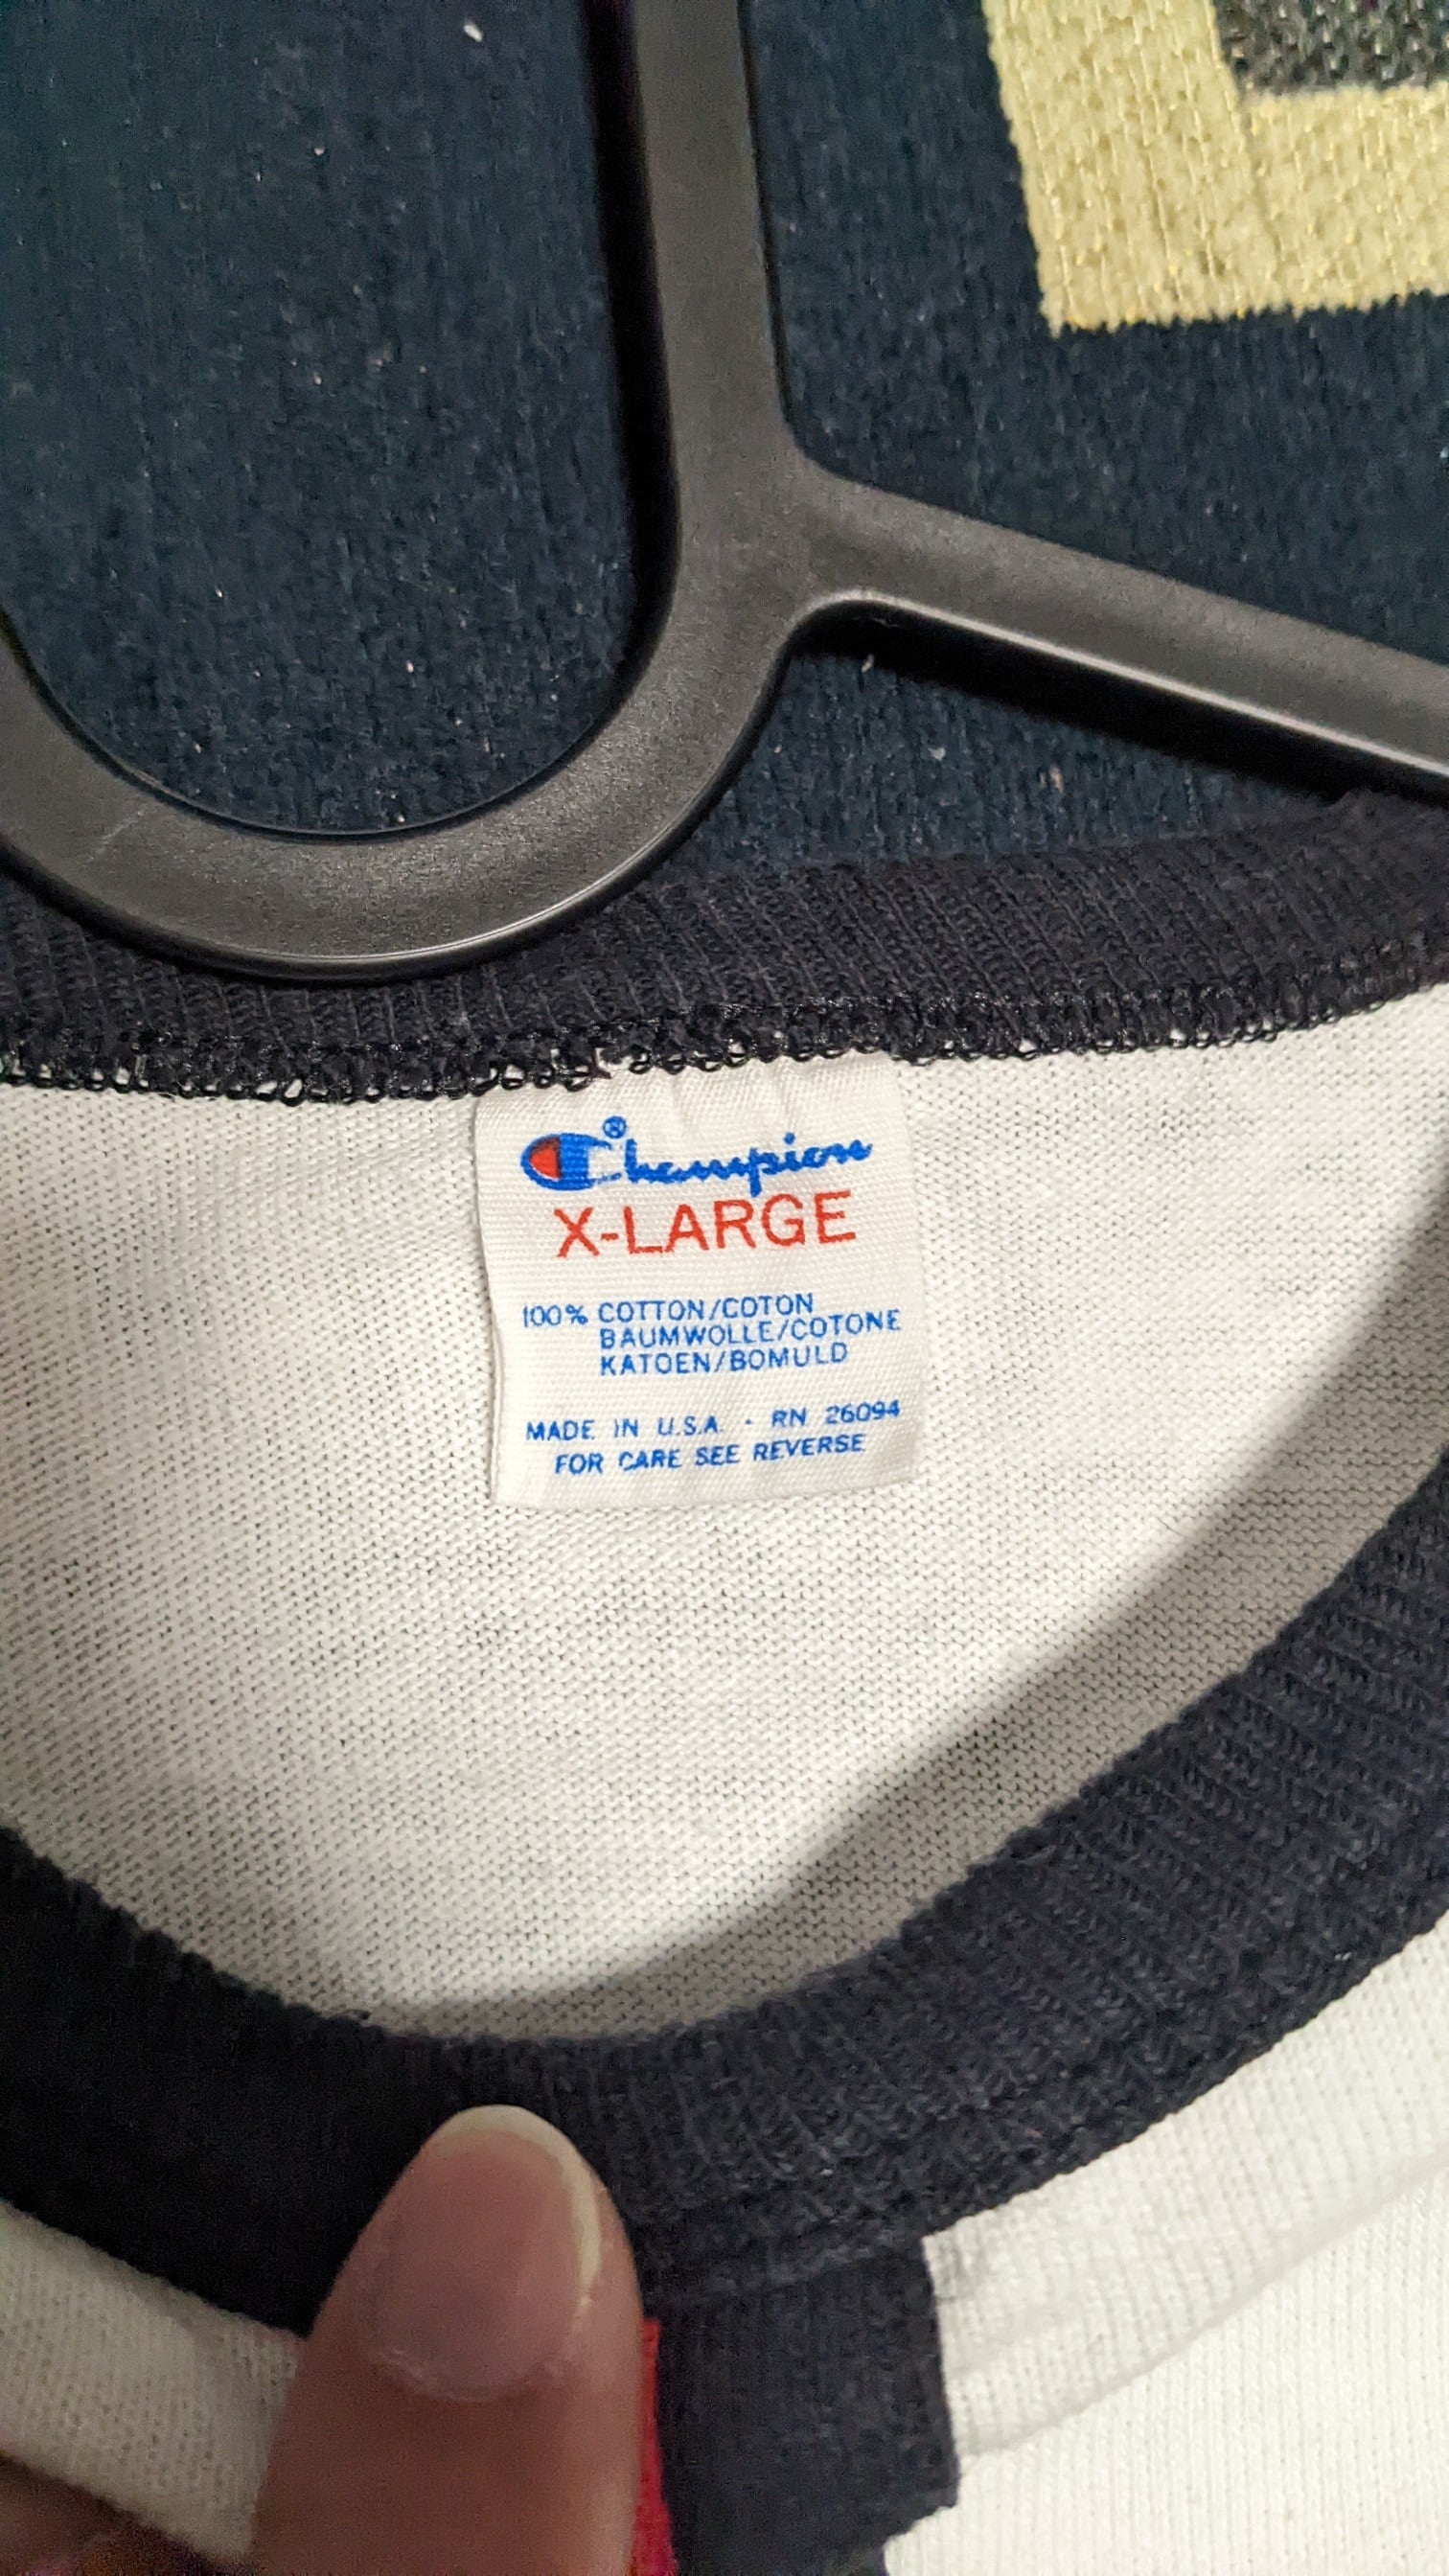 Champion®
X-LARGE
100% COTTON/COTON
BAUMWOLLE/COTONE
KATOEN/BOMULD
MADE IN U.S.A. · RN 26094
FOR CARE SEE REVERSE